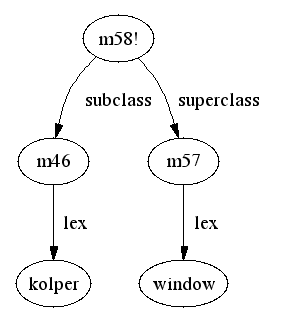 m58!
subclass superclass
m46 m57
lex lex
kolper window